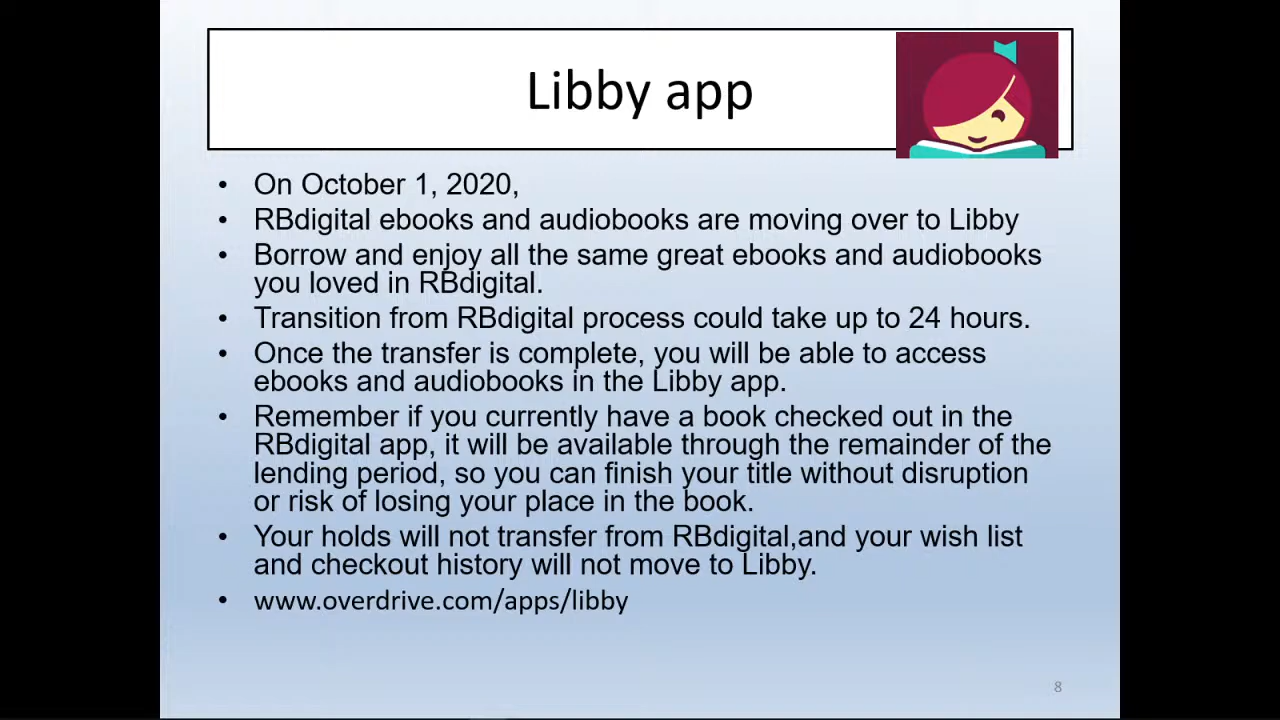 Libby app
• On October 1, 2020,
• RBdigital ebooks and audiobooks are moving over to Libby
• Borrow and enjoy all the same great ebooks and audiobooks
you loved in RBdigital.
• Transition from RBdigital process could take up to 24 hours.
• Once the transfer is complete, you will be able to access
ebooks and audiobooks in the Libby app.
• Remember if you currently have a book checked out in the
RBdigital app, it will be available through the remainder of the
lending period, so you can finish your title without disruption
or risk of losing your place in the book.
• Your holds will not transfer from RBdigital,and your wish list
and checkout history will not move to Libby.
• www.overdrive.com/apps/libby
8